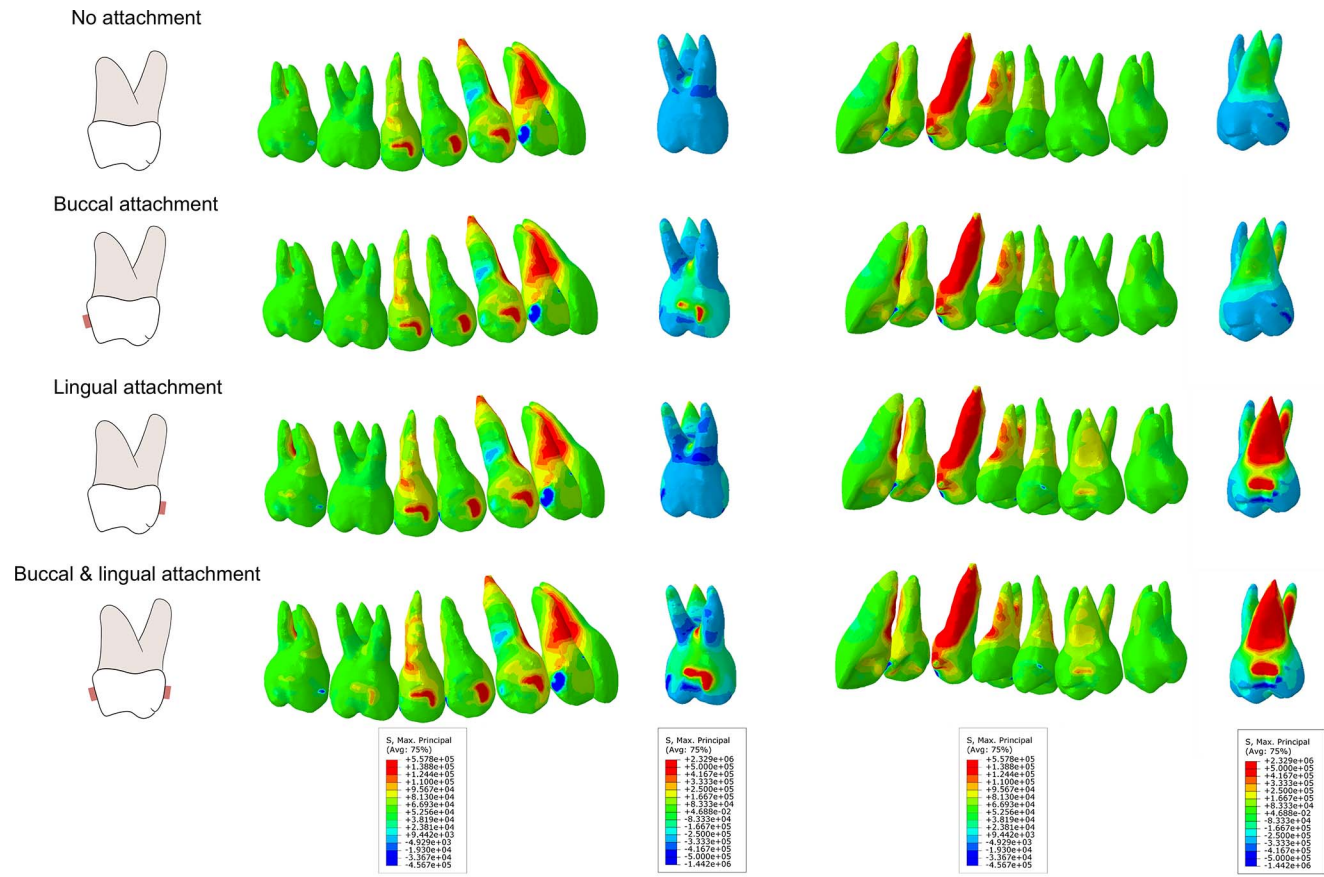 No attachment
Buccal attachment
Lingual attachment
Buccal & lingual attachment
S, Max. Principal
(Avg: 75%)
+5.578e+05
+1.388e+05
+1.244e+05
+1.100e+05
+9.567e+04
+8.130e+04
+6.693e+04
+5.256e+04
+3.819e+04
+2.381e+04
+9.442e+03
-4.929e+03
-1.930e+04
-3.367e+04
-4.567e+05
S, Max. Principal
(Avg: 75%)
+2.329e+06
+5.000e+05
+4.167e+05
+3.333e+05
+2.500e+05
+1.667e+05
+8.333e+04
+4.688e-02
-8.333e+04
-1.667e+05
-2.500e+05
-3.333e+05
-4.167e+05
-5.000e+05
-1.442e+06
S, Max. Principal
(Avg: 75%)
+5.578e+05
+1.388e+05
+1.244e+05
+1.100e+05
+9.567e+04
+8.130e+04
+6.693e+04
+5.256e+04
+3.819e+04
+2.381e+04
+9.442e+03
-4.929e+03
-1.930e+04
-3.367e+04
-4.567e+05
S, Max. Principal
(Avg: 75%)
+2.329e+06
+5.000e+05
+4.167e+05
+3.333e+05
+2.500e+05
+1.667e+05
+8.333e+04
+4.688e-02
-8.333e+04
-1.667e+05
-2.500e+05
-3.333e+05
-4.167e+05
-5.000e+05
-1.442e+06